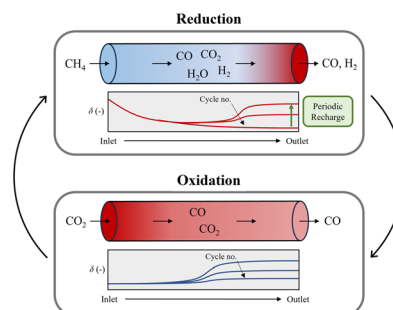 Reduction
CH₄
CO CO₂
H₂O H₂
CO, H₂
δ (-)
Cycle no.
Periodic
Recharge
Inlet
Outlet
Oxidation
CO₂
CO
CO₂
CO
δ (-)
Cycle no.
Inlet
Outlet